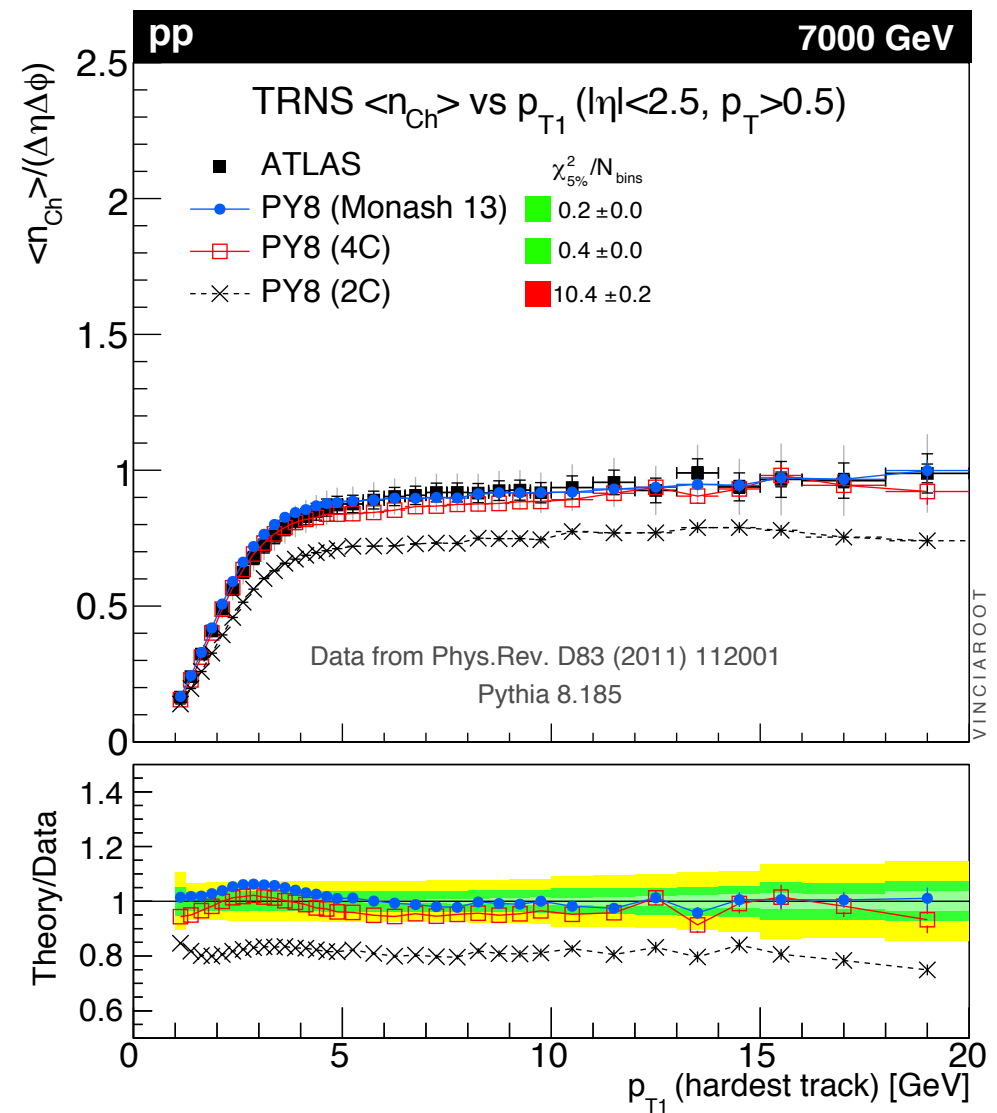 pp 7000 GeV
<n_Ch>/(ΔηΔϕ)
2.5
2
1.5
1
0.5
0
TRNS <n_Ch> vs p_T1 (|η|<2.5, p_T>0.5)
ATLAS χ²_5%/N_bins
PY8 (Monash 13) 0.2 ±0.0
PY8 (4C) 0.4 ±0.0
PY8 (2C) 10.4 ±0.2
Data from Phys.Rev. D83 (2011) 112001
Pythia 8.185
VINCIAROOT
Theory/Data
1.4
1.2
1
0.8
0.6
0 5 10 15 20
p_T1 (hardest track) [GeV]